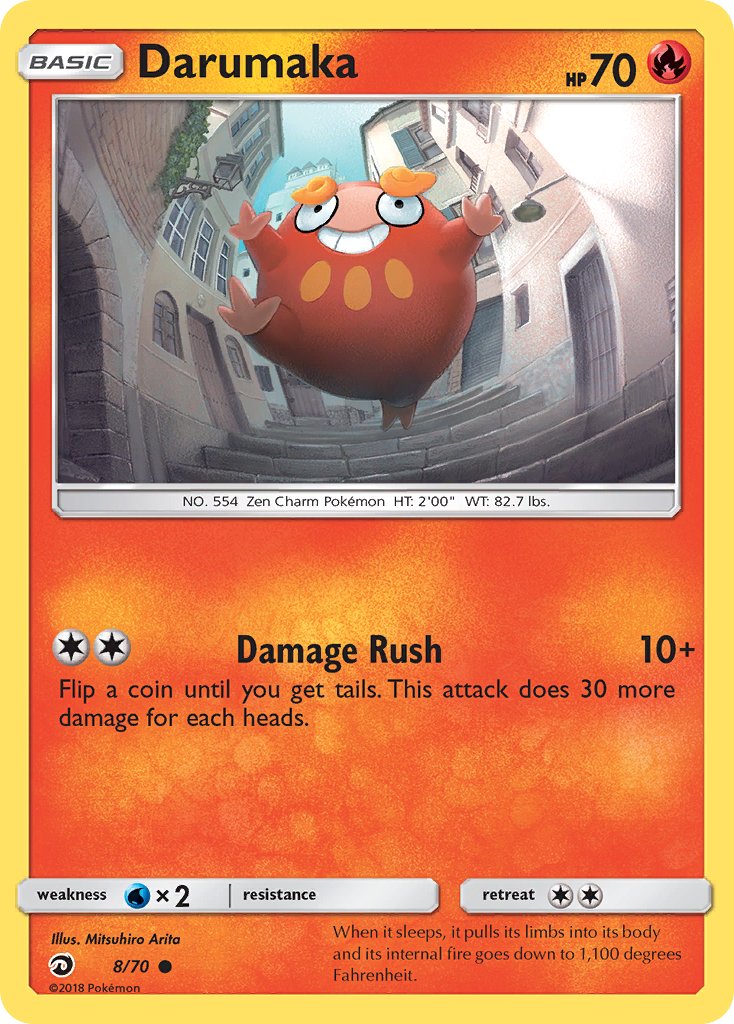 BASIC Darumaka HP 70
NO. 554 Zen Charm Pokémon HT: 2'00" WT: 82.7 lbs.
Damage Rush 10+
Flip a coin until you get tails. This attack does 30 more
damage for each heads.
weakness × 2 resistance retreat
Illus. Mitsuhiro Arita
8/70
©2018 Pokémon
When it sleeps, it pulls its limbs into its body
and its internal fire goes down to 1,100 degrees
Fahrenheit.